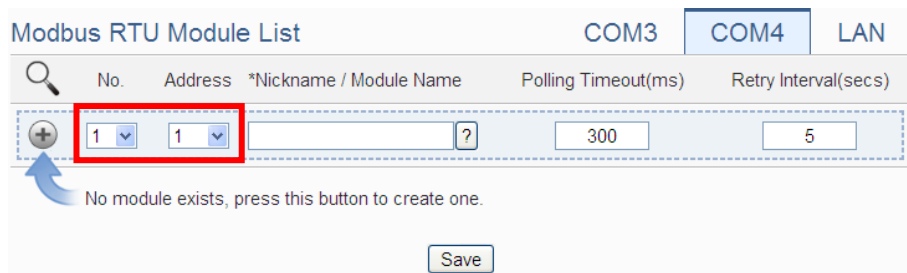 Modbus RTU Module List COM3 COM4 LAN
No. Address *Nickname / Module Name Polling Timeout(ms) Retry Interval(secs)
1 1 ? 300 5
No module exists, press this button to create one.
Save